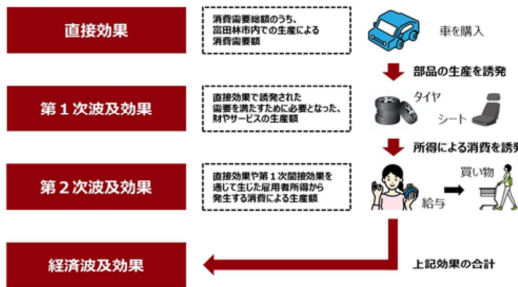 直接効果
消費需要総額のうち、
富田林市内での生産による
消費需要額
車を購入
部品の生産を誘発
第1次波及効果
直接効果で誘発された
需要を満たすために必要となった、
財やサービスの生産額
タイヤ
シート
所得による消費を誘発
第2次波及効果
直接効果や第1次間接効果を
通じて生じた雇用者所得から
発生する消費による生産額
買い物
給与
経済波及効果
上記効果の合計